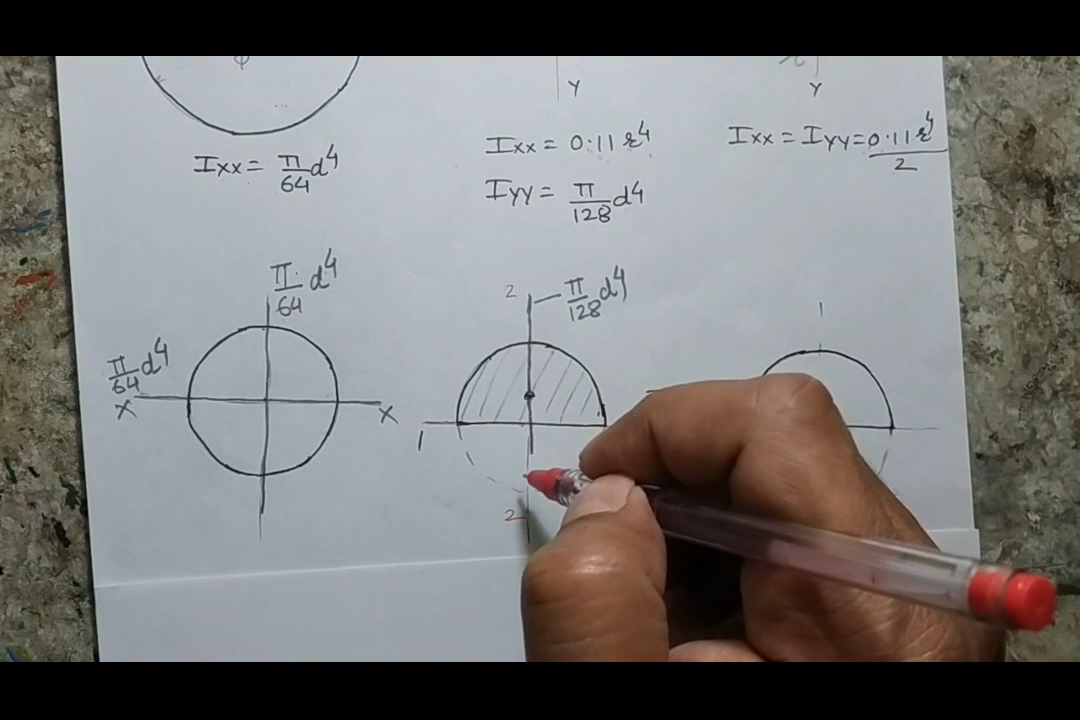 φ
Y
Y
Ixx = π/64 d⁴
Ixx = 0.11 r⁴
Iyy = π/128 d⁴
Ixx = Iyy = 0.11 r⁴/2
π/64 d⁴
π/64 d⁴
X
X
2
π/128 d⁴
1
2
1